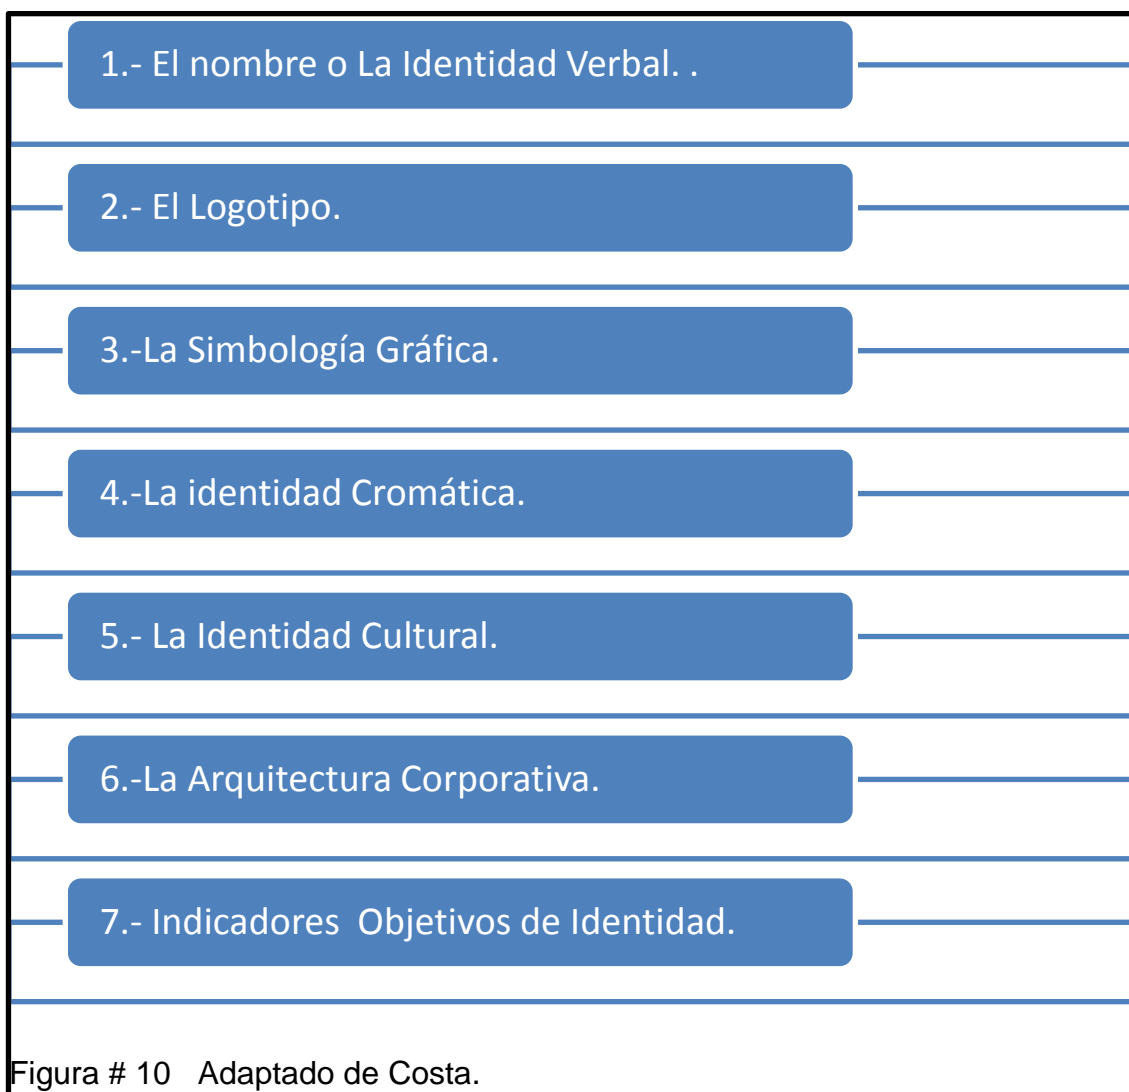 1.- El nombre o La Identidad Verbal. .
2.- El Logotipo.
3.-La Simbología Gráfica.
4.-La identidad Cromática.
5.- La Identidad Cultural.
6.-La Arquitectura Corporativa.
7.- Indicadores  Objetivos de Identidad.
Figura # 10   Adaptado de Costa.